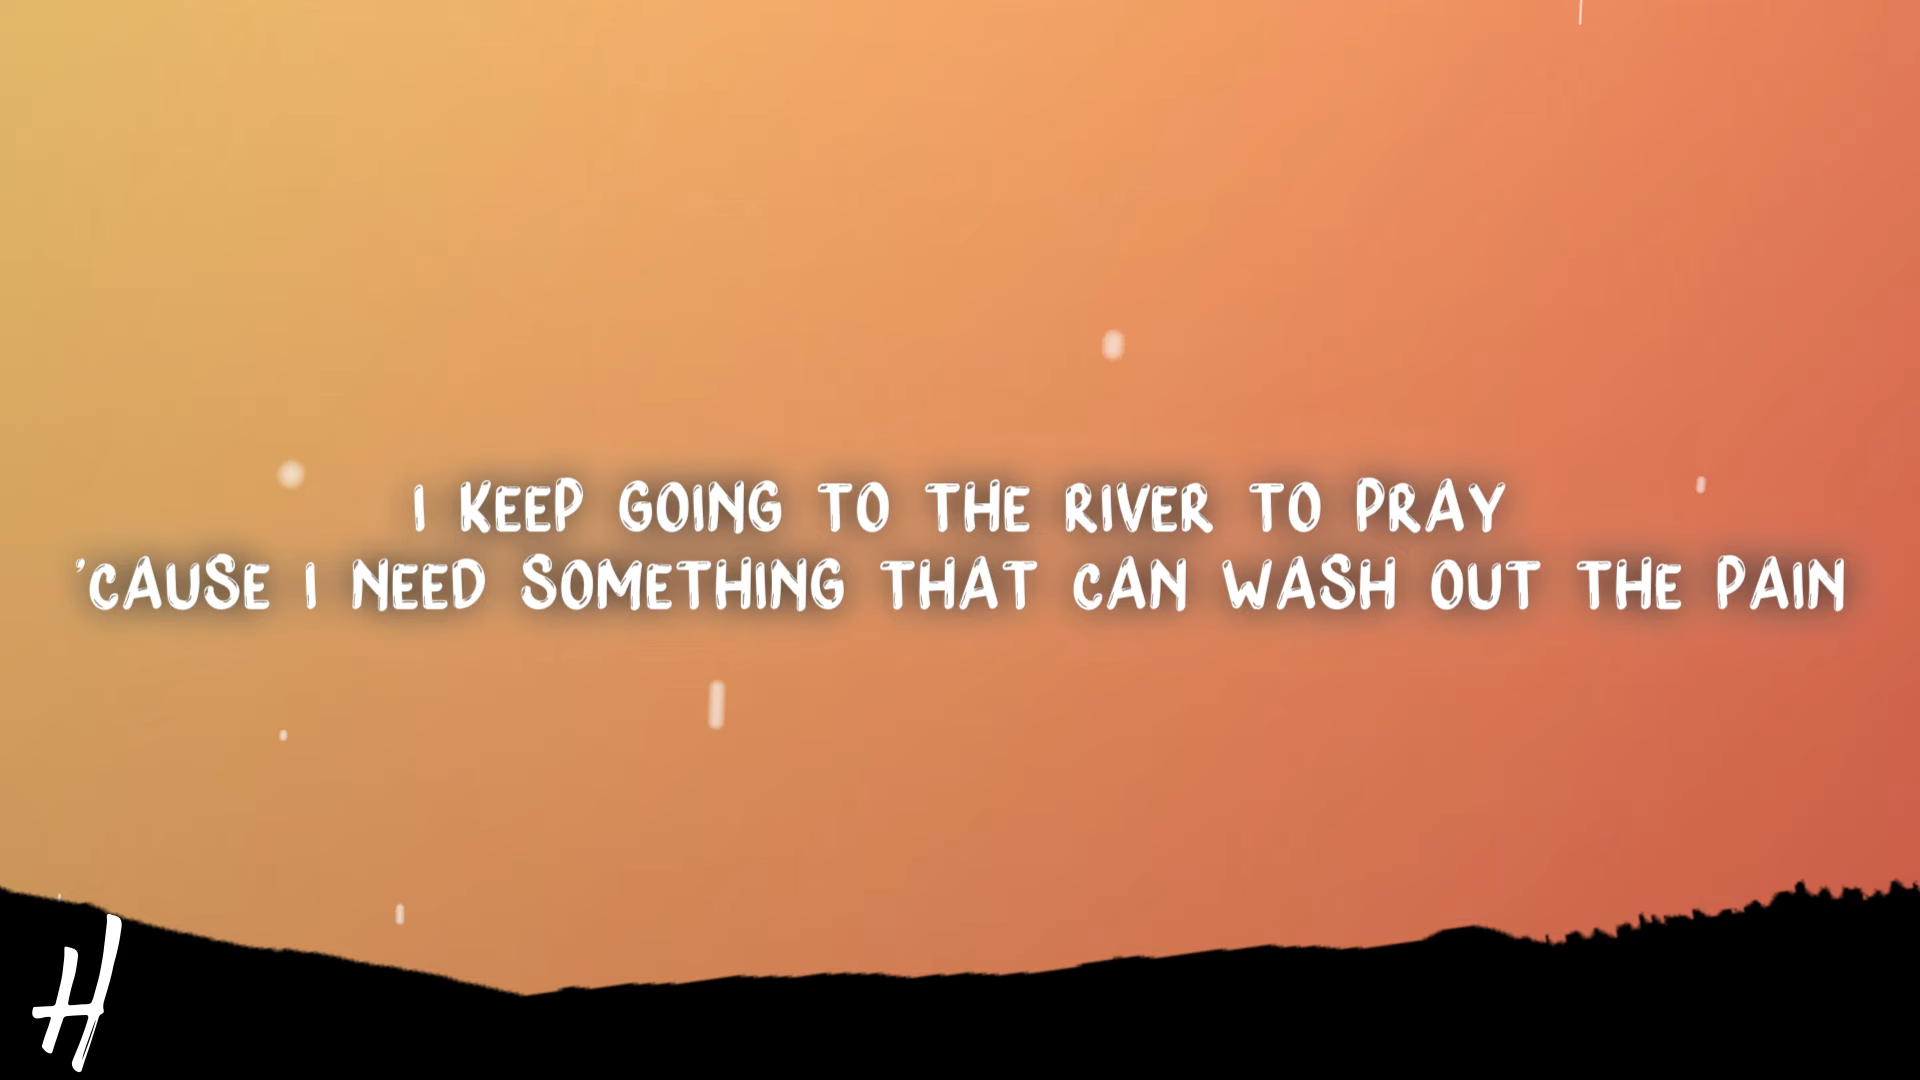 I KEEP GOING TO THE RIVER TO PRAY
'CAUSE I NEED SOMETHING THAT CAN WASH OUT THE PAIN
H